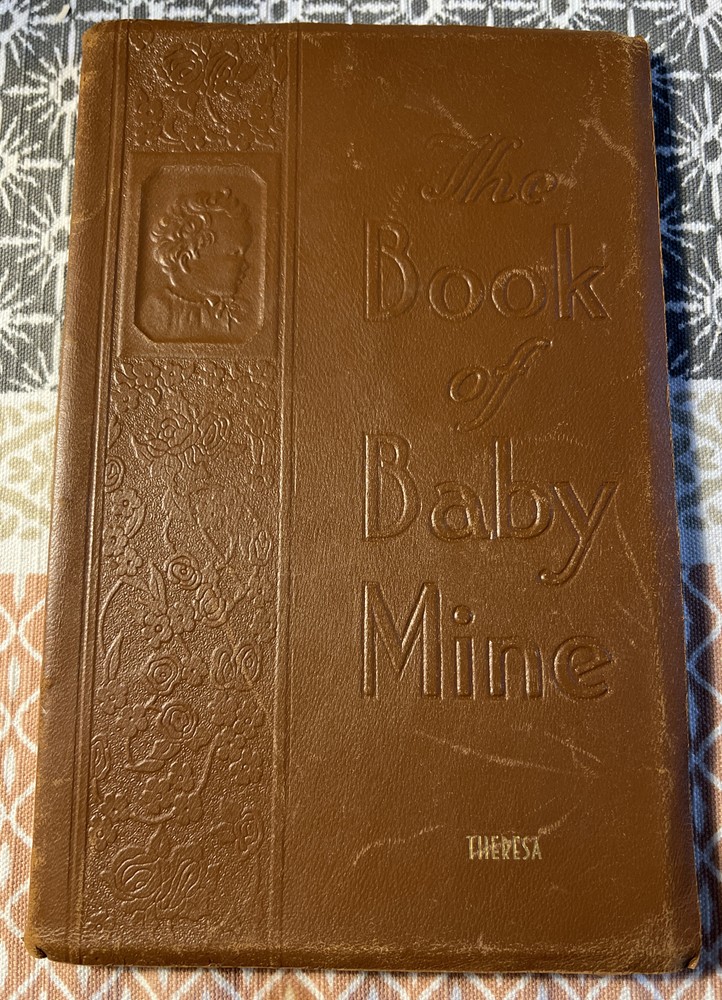 The
Book
of
Baby
Mine
THERESA